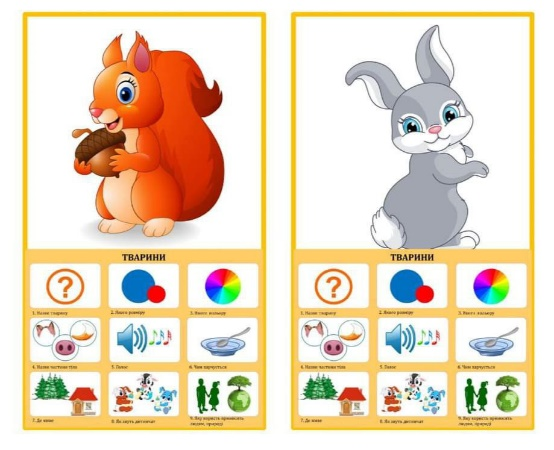 ТВАРИНИ
1. Назви тварину
2. Якого розміру
3. Якого кольору
4. Назви частини тіла
5. Голос
6. Чим харчується
7. Де живе
8. Як звуть дитинчат
9. Яку користь приносить
людям, природі
ТВАРИНИ
1. Назви тварину
2. Якого розміру
3. Якого кольору
4. Назви частини тіла
5. Голос
6. Чим харчується
7. Де живе
8. Як звуть дитинчат
9. Яку користь приносить
людям, природі